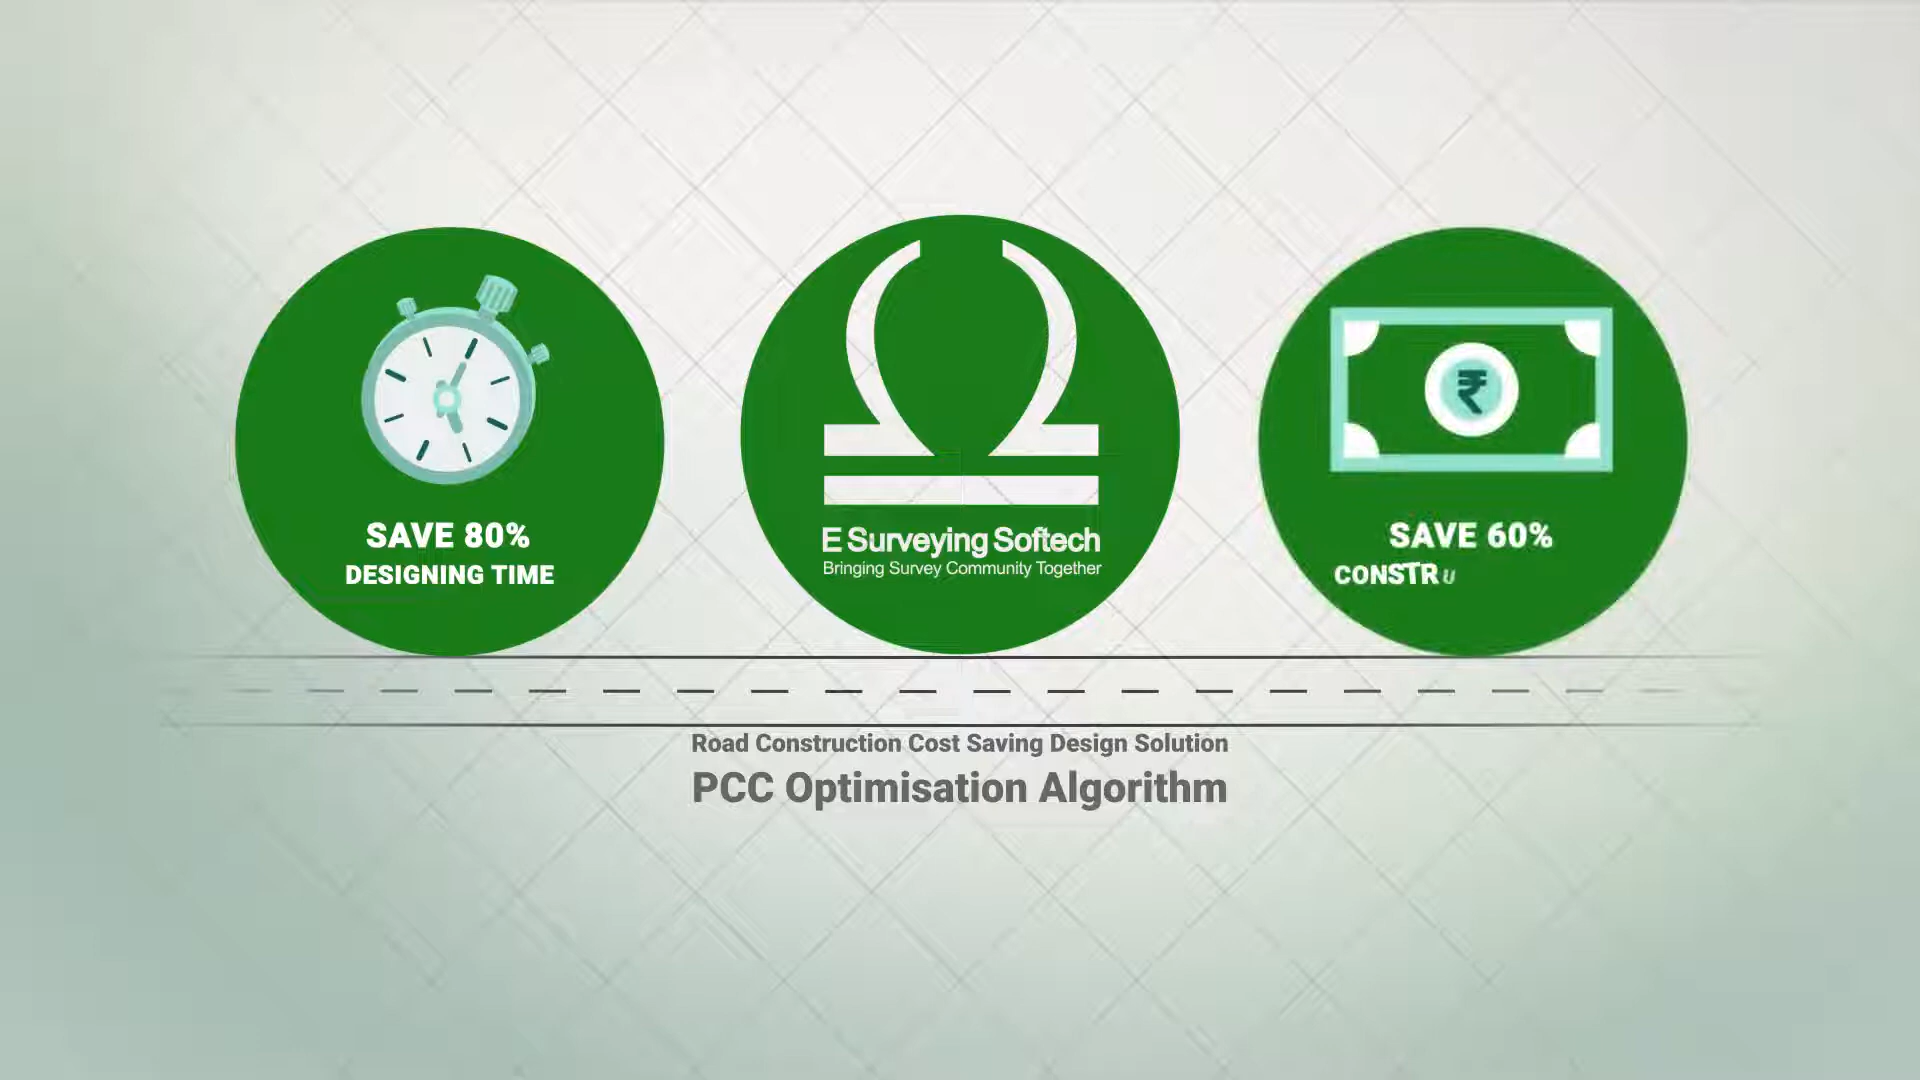 SAVE 80%
DESIGNING TIME
E Surveying Softech
Bringing Survey Community Together
₹
SAVE 60%
CONSTRU
Road Construction Cost Saving Design Solution
PCC Optimisation Algorithm